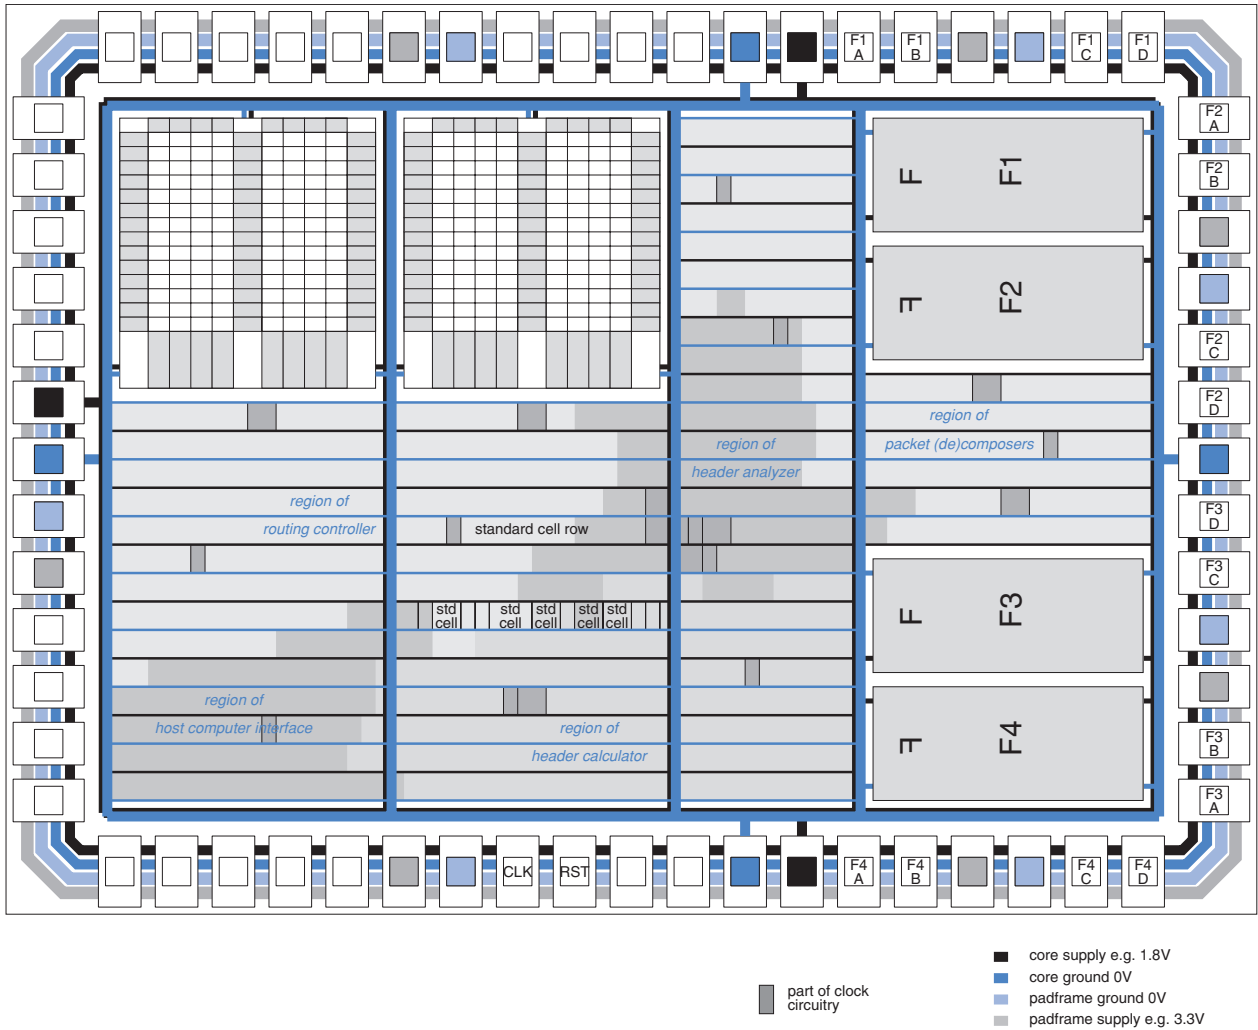 F1 A
F1 B
F1 C
F1 D
F2 A
F2 B
F2 C
F2 D
F3 D
F3 C
F3 B
F3 A
F F1
F F2
region of
packet (de)composers
region of
header analyzer
region of
routing controller
standard cell row
F F3
std cell
std cell
std cell
std cell
std cell
region of
host computer interface
region of
header calculator
F F4
CLK
RST
F4 A
F4 B
F4 C
F4 D
part of clock
circuitry
core supply e.g. 1.8V
core ground 0V
padframe ground 0V
padframe supply e.g. 3.3V